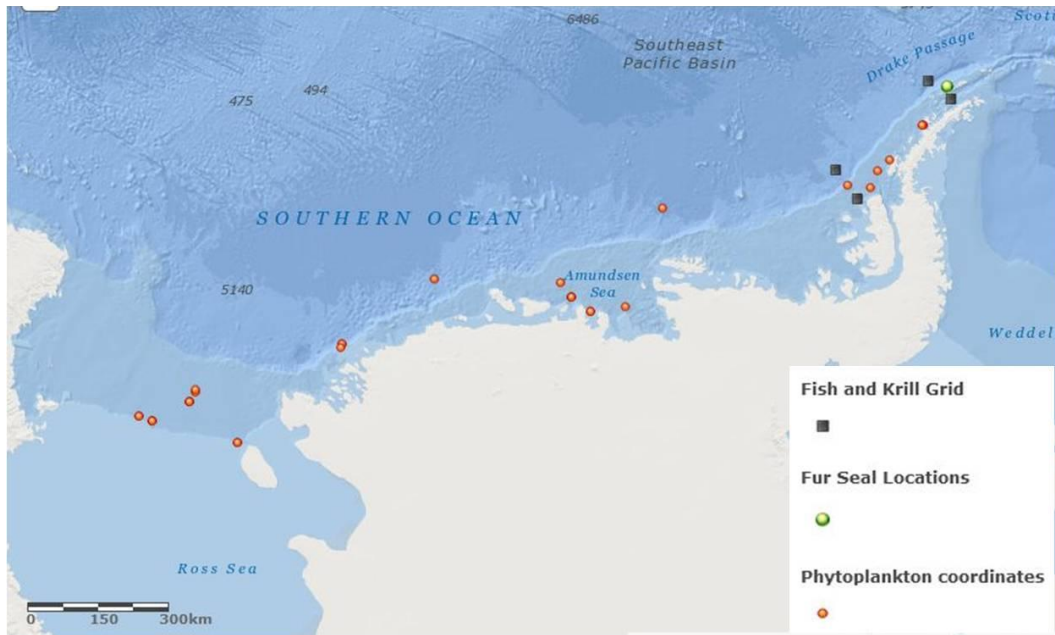 6486
Southeast
Pacific Basin
Drake Passage
475
494
SOUTHERN OCEAN
5140
Amundsen
Sea
Ross Sea
0 150 300km
Fish and Krill Grid
Fur Seal Locations
Phytoplankton coordinates